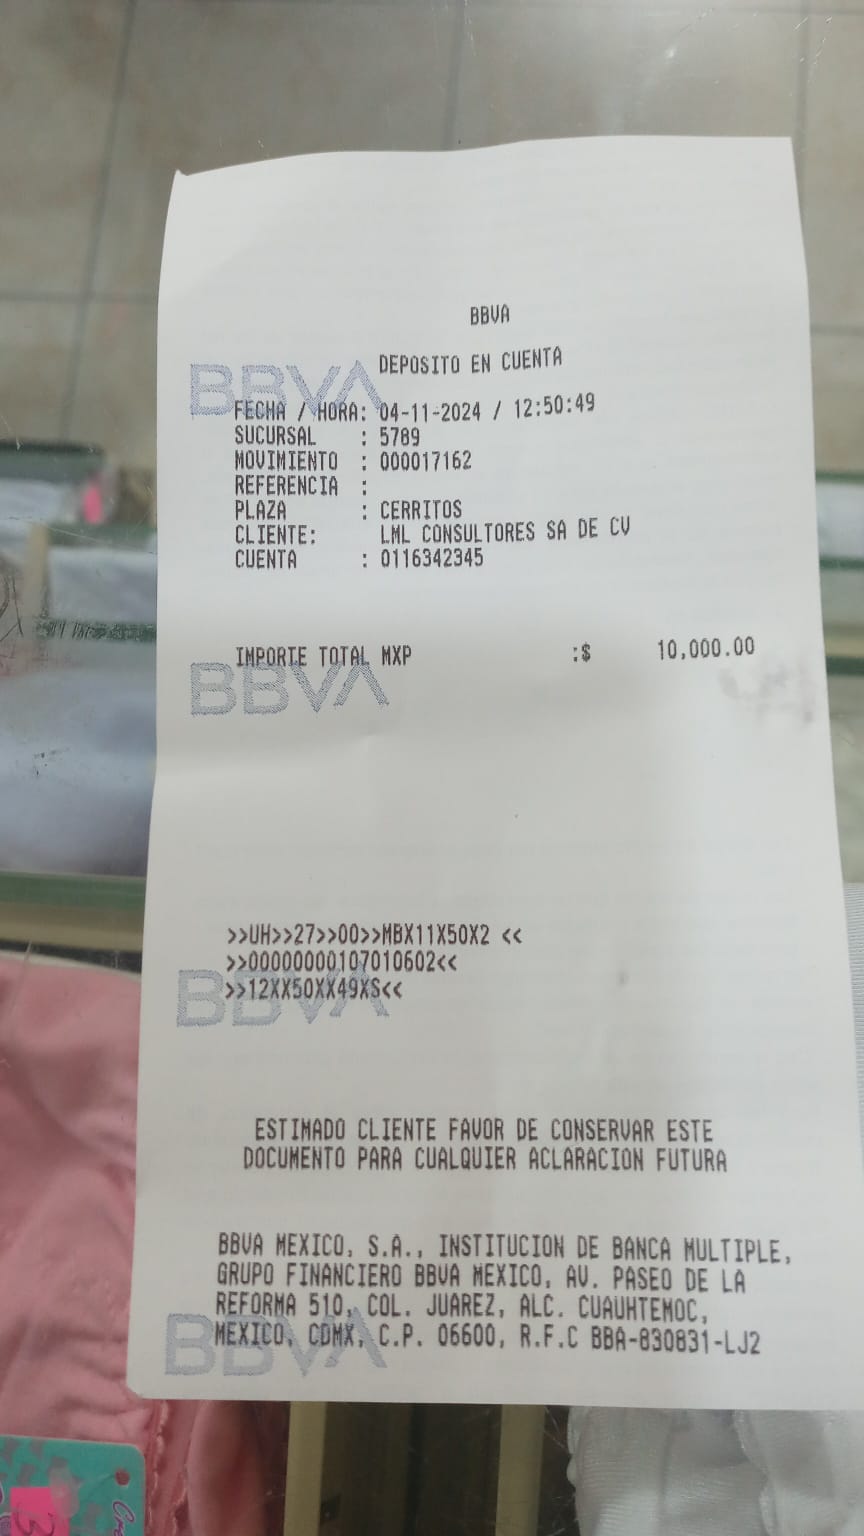 BBVA
DEPOSITO EN CUENTA
BBVA
FECHA / HORA: 04-11-2024 / 12:50:49
SUCURSAL : 5789
MOVIMIENTO : 000017162
REFERENCIA :
PLAZA : CERRITOS
CLIENTE: LML CONSULTORES SA DE CV
CUENTA : 0116342345
IMPORTE TOTAL MXP :$ 10,000.00
BBVA
>>UH>>27>>00>>MBX11X50X2 <<
>>00000000107010602<<
>>12XX50XX49XS<<
BBVA
ESTIMADO CLIENTE FAVOR DE CONSERVAR ESTE
DOCUMENTO PARA CUALQUIER ACLARACION FUTURA
BBVA MEXICO, S.A., INSTITUCION DE BANCA MULTIPLE,
GRUPO FINANCIERO BBVA MEXICO, AV. PASEO DE LA
REFORMA 510, COL. JUAREZ, ALC. CUAUHTEMOC,
MEXICO, CDMX, C.P. 06600, R.F.C BBA-830831-LJ2
BBVA